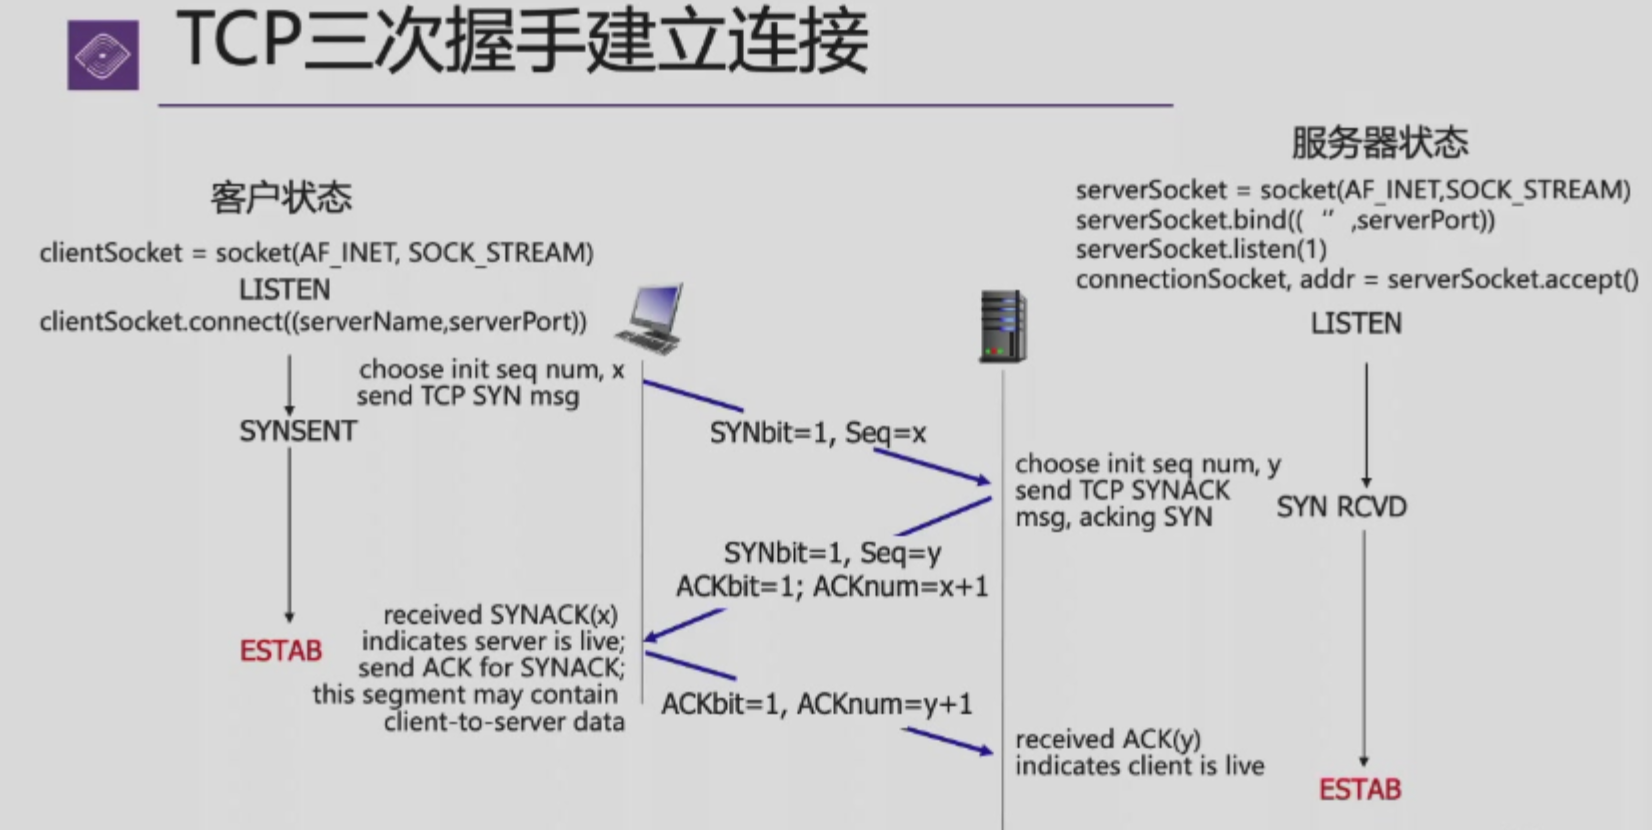 TCP三次握手建立连接
客户状态
clientSocket = socket(AF_INET, SOCK_STREAM)
LISTEN
clientSocket.connect((serverName,serverPort))
SYNSENT
ESTAB
choose init seq num, x
send TCP SYN msg
SYNbit=1, Seq=x
SYNbit=1, Seq=y
ACKbit=1; ACKnum=x+1
received SYNACK(x)
indicates server is live;
send ACK for SYNACK;
this segment may contain
client-to-server data
ACKbit=1, ACKnum=y+1
服务器状态
serverSocket = socket(AF_INET,SOCK_STREAM)
serverSocket.bind(( “ ,serverPort))
serverSocket.listen(1)
connectionSocket, addr = serverSocket.accept()
LISTEN
choose init seq num, y
send TCP SYNACK
msg, acking SYN
SYN RCVD
received ACK(y)
indicates client is live
ESTAB